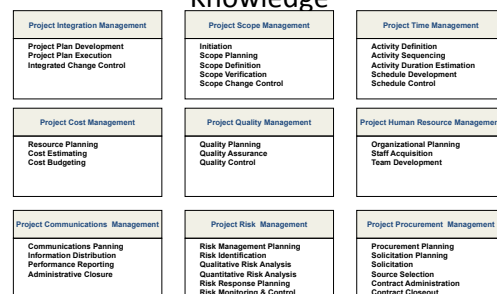 Knowledge
Project Integration Management
Project Plan Development
Project Plan Execution
Integrated Change Control
Project Scope Management
Initiation
Scope Planning
Scope Definition
Scope Verification
Scope Change Control
Project Time Management
Activity Definition
Activity Sequencing
Activity Duration Estimation
Schedule Development
Schedule Control
Project Cost Management
Resource Planning
Cost Estimating
Cost Budgeting
Project Quality Management
Quality Planning
Quality Assurance
Quality Control
Project Human Resource Managemen
Organizational Planning
Staff Acquisition
Team Development
Project Communications Management
Communications Panning
Information Distribution
Performance Reporting
Administrative Closure
Project Risk Management
Risk Management Planning
Risk Identification
Qualitative Risk Analysis
Quantitative Risk Analysis
Risk Response Planning
Risk Monitoring & Control
Project Procurement Management
Procurement Planning
Solicitation Planning
Solicitation
Source Selection
Contract Administration
Contract Closeout